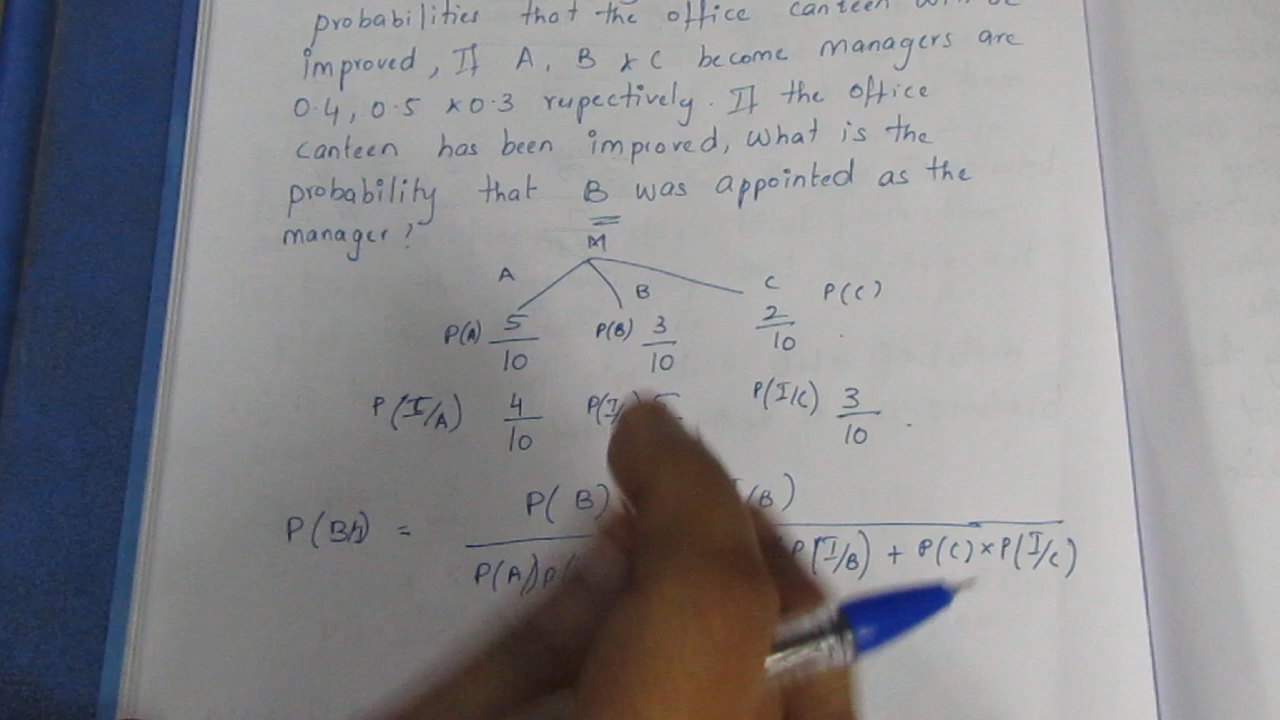 probabilities that the office canteen
improved, If A, B & C become managers are
0.4, 0.5 & 0.3 rupectively. If the office
canteen has been improved, what is the
probability that B was appointed as the
manager?
M
A B C P(C)
P(A) 5/10 P(B) 3/10 2/10
P(I/A) 4/10 P(I/ P(I/C) 3/10
P(B/I) = P(B) /B)
P(A)P( P(I/B) + P(C)×P(I/C)